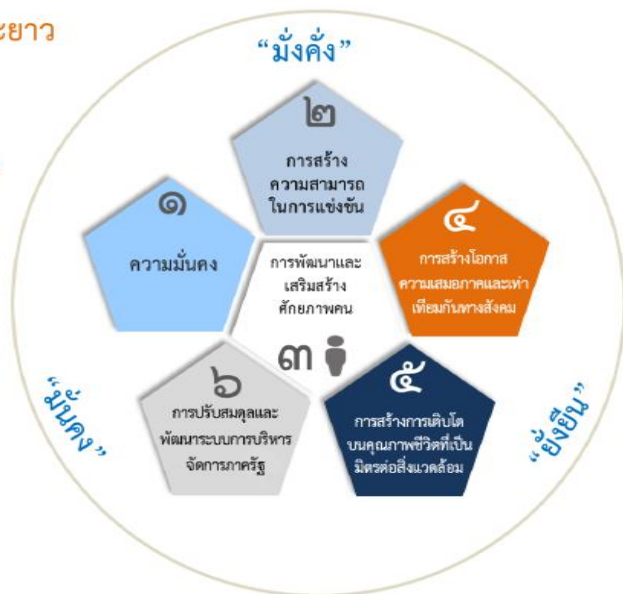 ะยาว
“มั่งคั่ง”
๒
การสร้าง
ความสามารถ
ในการแข่งขัน
๑
ความมั่นคง
๔
การสร้างโอกาส
ความเสมอภาคและเท่า
เทียมกันทางสังคม
การพัฒนาและ
เสริมสร้าง
ศักยภาพคน
๓
๖
การปรับสมดุลและ
พัฒนาระบบการบริหาร
จัดการภาครัฐ
๕
การสร้างการเติบโต
บนคุณภาพชีวิตที่เป็น
มิตรต่อสิ่งแวดล้อม
“มั่นคง”
“ยั่งยืน”